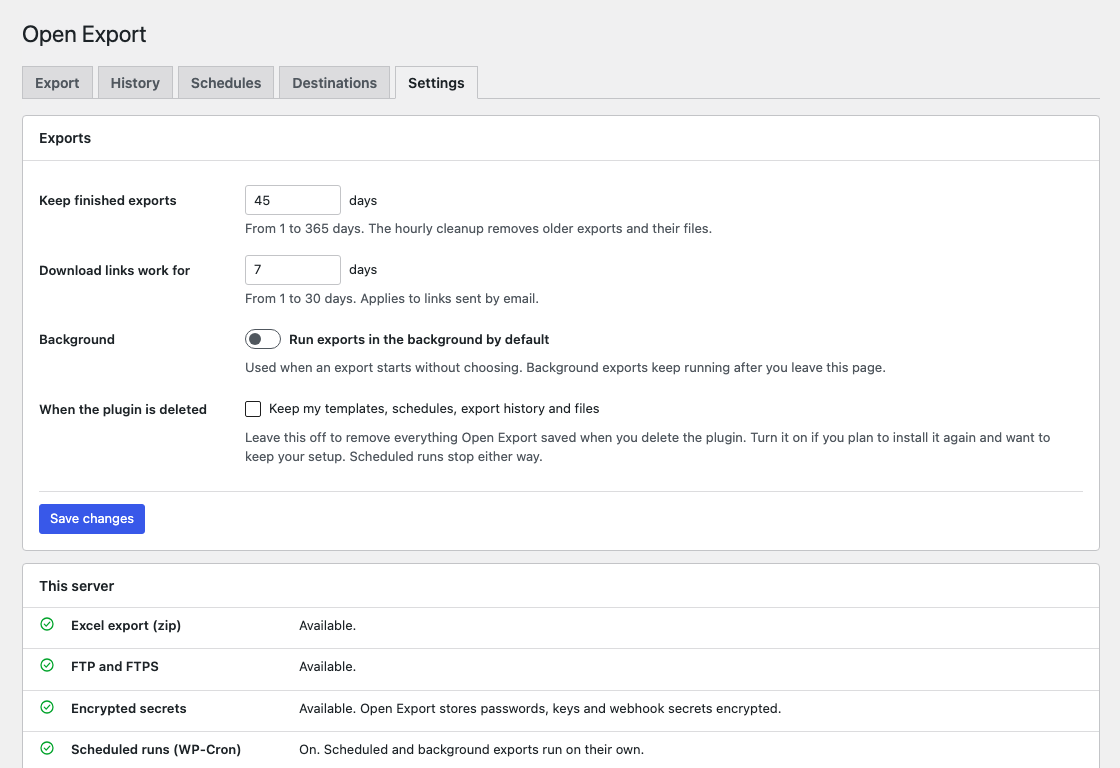 Open Export
Export
History
Schedules
Destinations
Settings
Exports
Keep finished exports
45
days
From 1 to 365 days. The hourly cleanup removes older exports and their files.
Download links work for
7
days
From 1 to 30 days. Applies to links sent by email.
Background
Run exports in the background by default
Used when an export starts without choosing. Background exports keep running after you leave this page.
When the plugin is deleted
Keep my templates, schedules, export history and files
Leave this off to remove everything Open Export saved when you delete the plugin. Turn it on if you plan to install it again and want to
keep your setup. Scheduled runs stop either way.
Save changes
This server
Excel export (zip)
Available.
FTP and FTPS
Available.
Encrypted secrets
Available. Open Export stores passwords, keys and webhook secrets encrypted.
Scheduled runs (WP-Cron)
On. Scheduled and background exports run on their own.